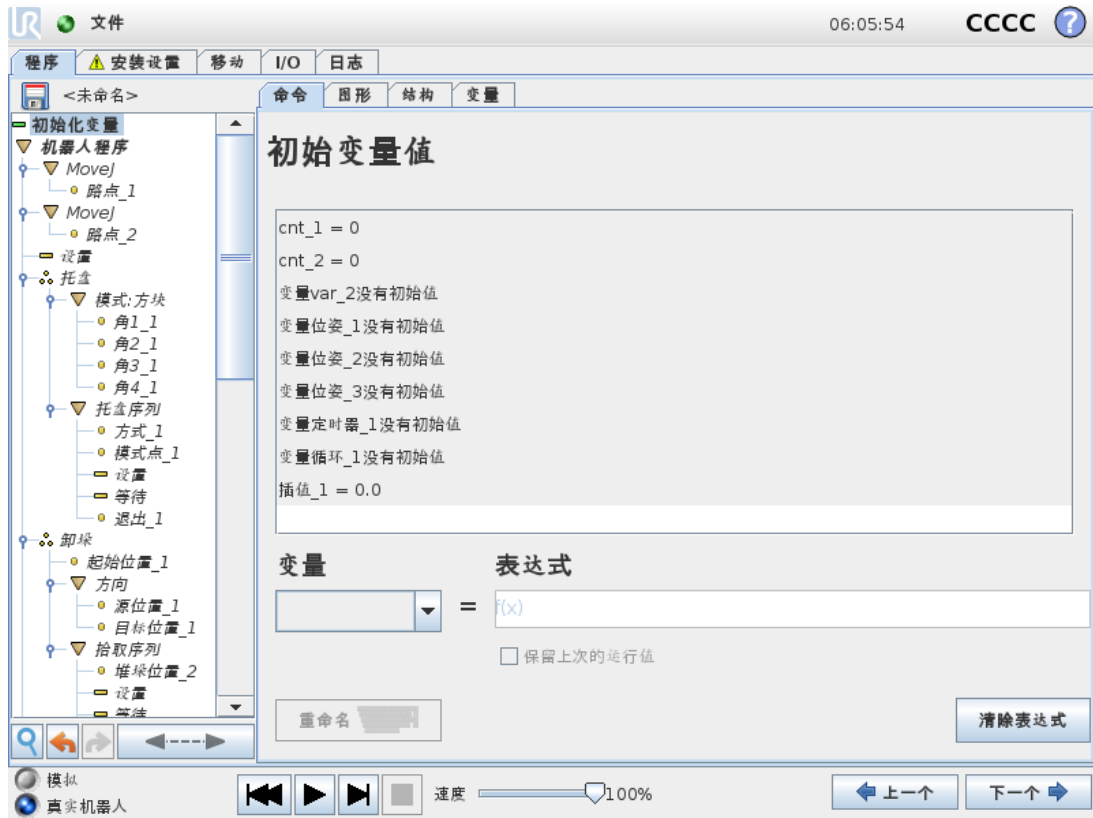 UR 文件 06:05:54 CCCC ?
程序 安装设置 移动 I/O 日志
<未命名> 命令 图形 结构 变量
初始化变量
机器人程序
MoveJ
路点_1
MoveJ
路点_2
设置
托盘
模式:方块
角1_1
角2_1
角3_1
角4_1
托盘序列
方式_1
模式点_1
设置
等待
退出_1
卸垛
起始位置_1
方向
源位置_1
目标位置_1
拾取序列
堆垛位置_2
设置
等待
初始变量值
cnt_1 = 0
cnt_2 = 0
变量var_2没有初始值
变量位姿_1没有初始值
变量位姿_2没有初始值
变量位姿_3没有初始值
变量定时器_1没有初始值
变量循环_1没有初始值
插值_1 = 0.0
变量 表达式
= f(x)
保留上次的运行值
重命名 清除表达式
模拟
真实机器人
速度 100% 上一个 下一个